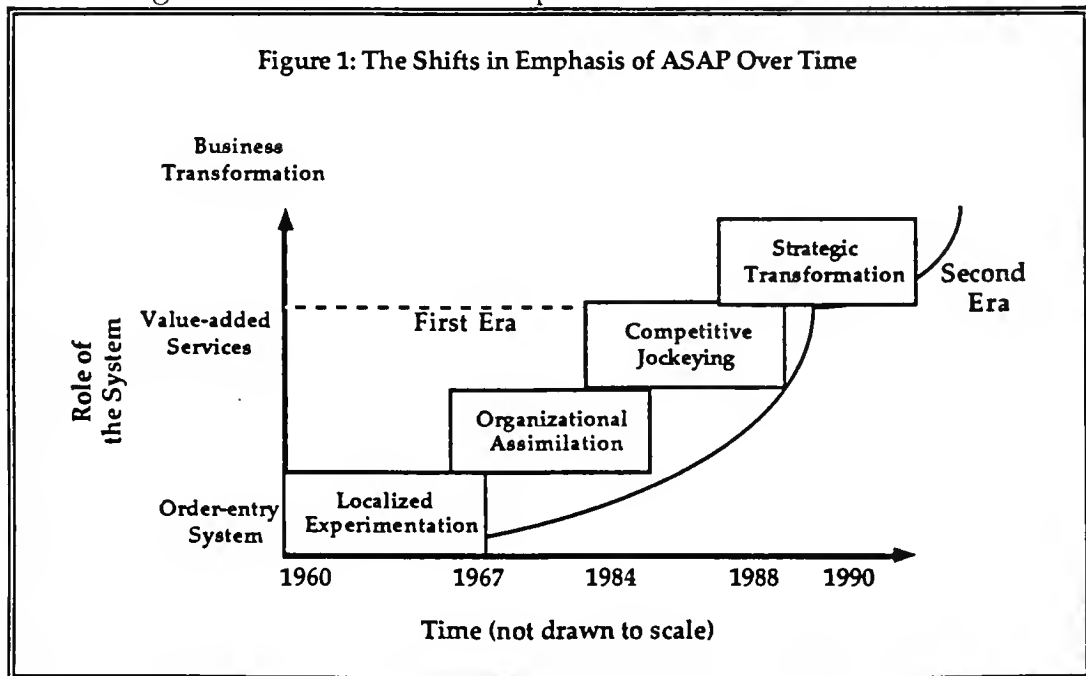 Figure 1: The Shifts in Emphasis of ASAP Over Time
Business
Transformation
Strategic
Transformation
Second
Era
First Era
Value-added
Services
Competitive
Jockeying
Role of
the System
Organizational
Assimilation
Localized
Experimentation
Order-entry
System
1960 1967 1984 1988 1990
Time (not drawn to scale)